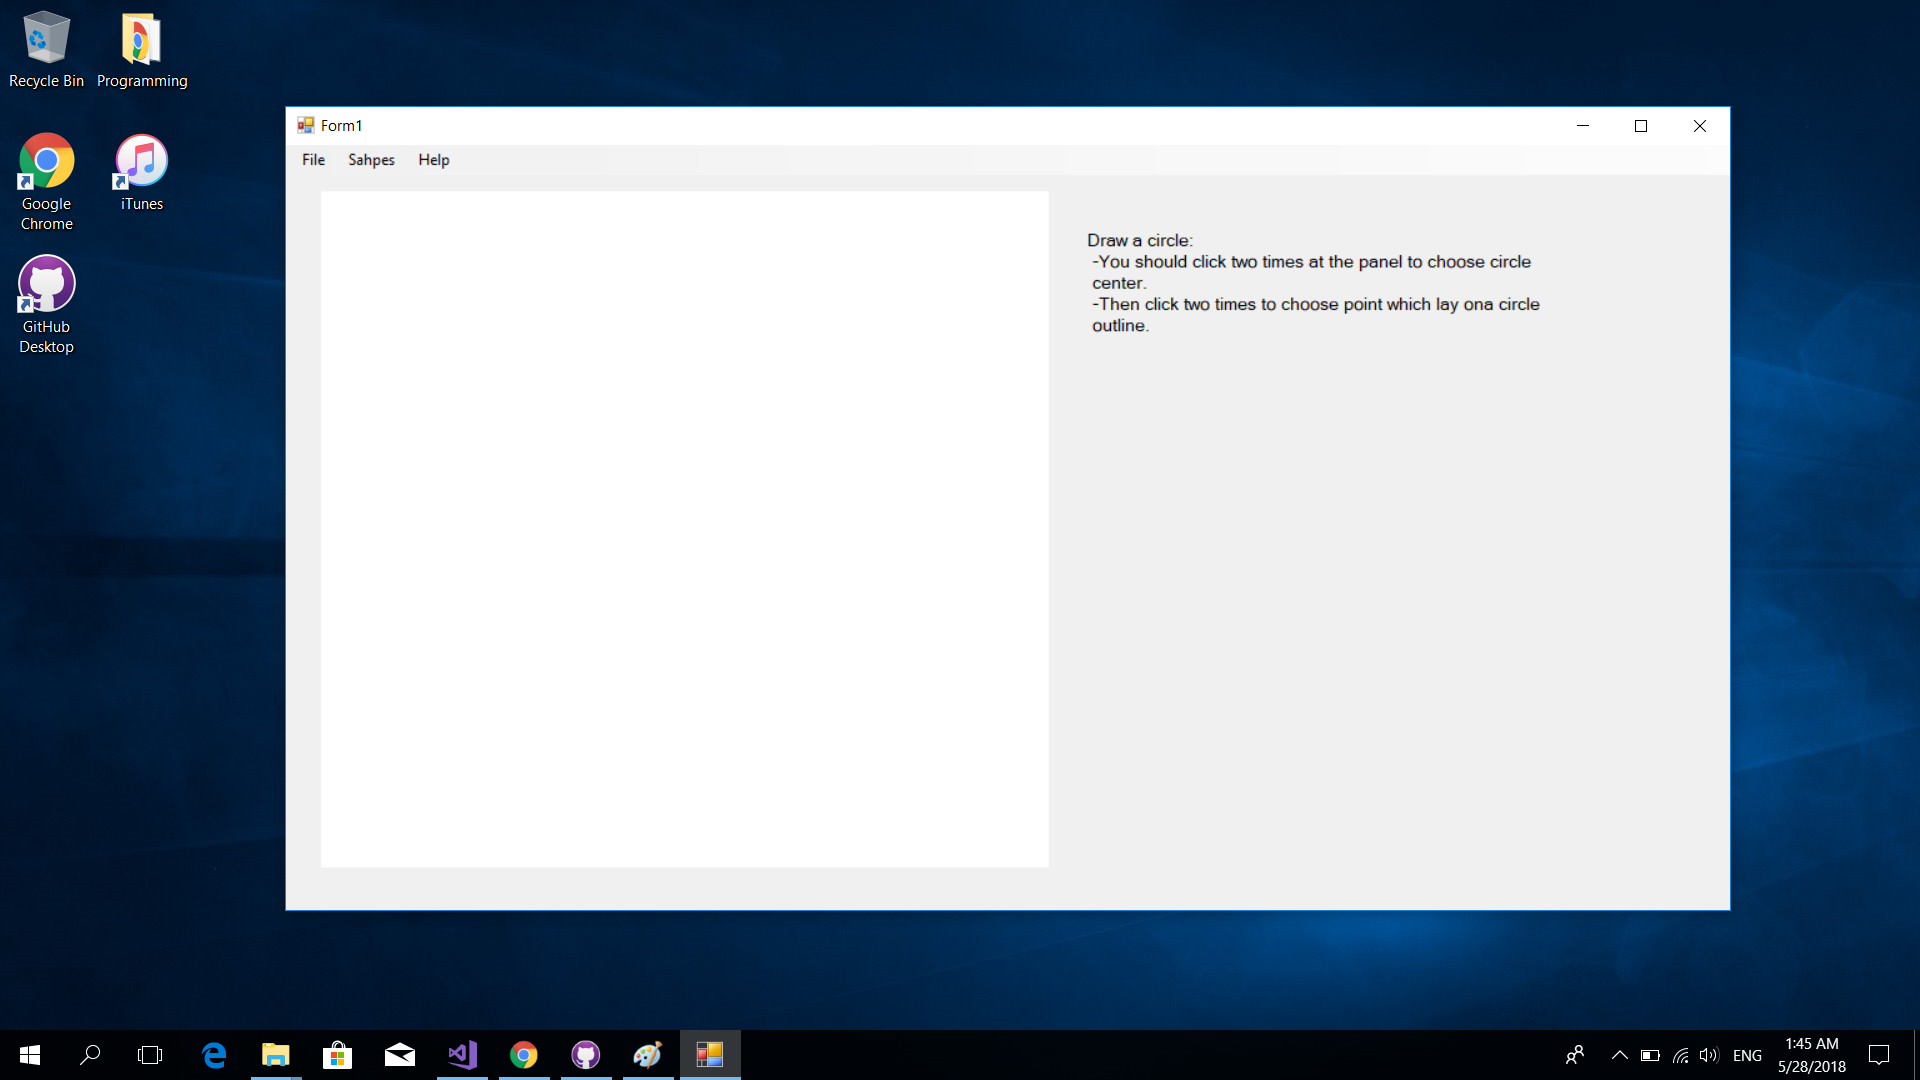 Recycle Bin
Programming
Google
Chrome
iTunes
GitHub
Desktop
Form1
File Sahpes Help
Draw a circle:
-You should click two times at the panel to choose circle
center.
-Then click two times to choose point which lay ona circle
outline.
ENG
1:45 AM
5/28/2018